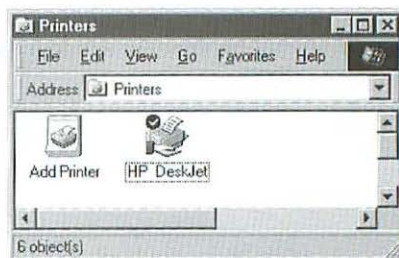 Printers
File Edit View Go Favorites Help
Address Printers
Add Printer HP DeskJet
6 object(s)